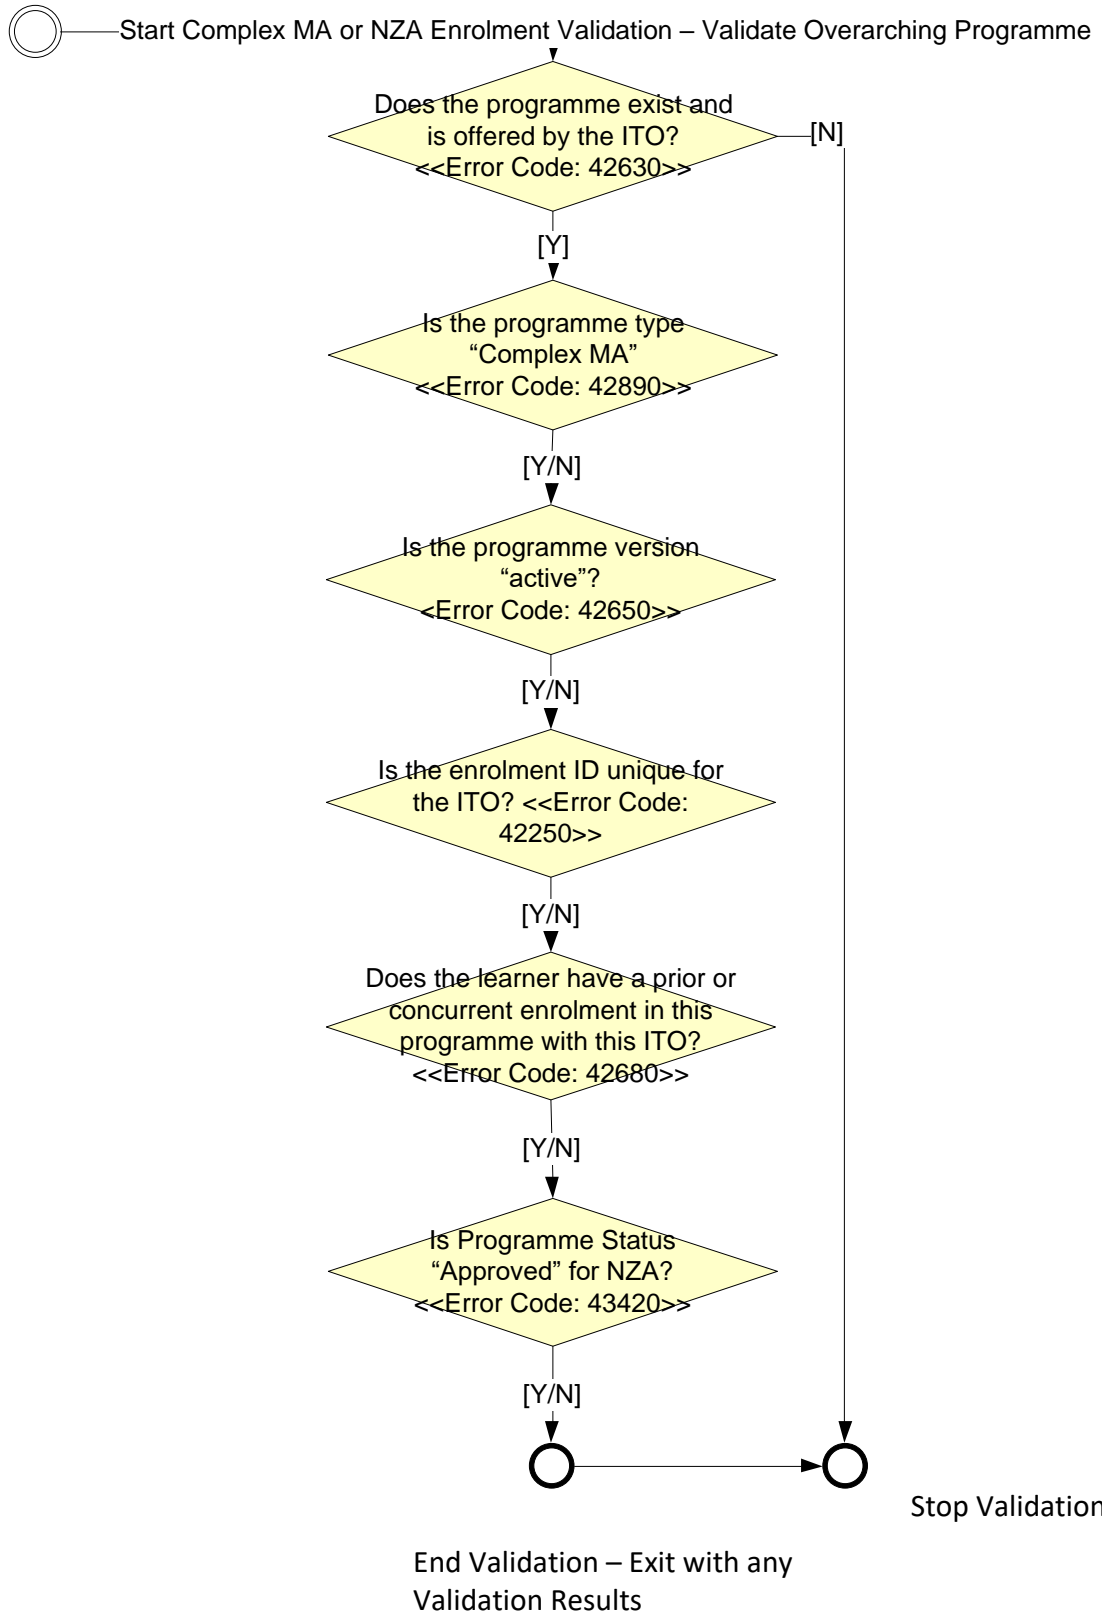 Start Complex MA or NZA Enrolment Validation – Validate Overarching Programme
Does the programme exist and
is offered by the ITO?
<<Error Code: 42630>>
[N]
[Y]
Is the programme type
“Complex MA”
<<Error Code: 42890>>
[Y/N]
Is the programme version
“active”?
<Error Code: 42650>>
[Y/N]
Is the enrolment ID unique for
the ITO? <<Error Code:
42250>>
[Y/N]
Does the learner have a prior or
concurrent enrolment in this
programme with this ITO?
<<Error Code: 42680>>
[Y/N]
Is Programme Status
“Approved” for NZA?
<<Error Code: 43420>>
[Y/N]
Stop Validation
End Validation – Exit with any
Validation Results